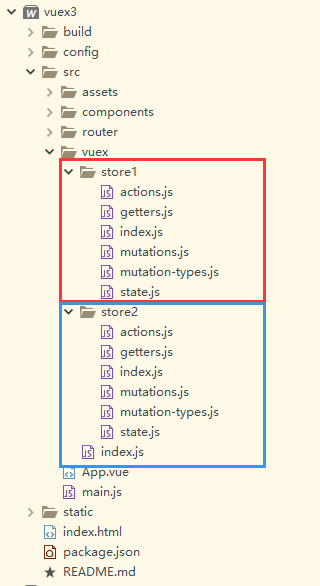 vuex3
build
config
src
assets
components
router
vuex
store1
actions.js
getters.js
index.js
mutations.js
mutation-types.js
state.js
store2
actions.js
getters.js
index.js
mutations.js
mutation-types.js
state.js
index.js
App.vue
main.js
static
index.html
package.json
README.md